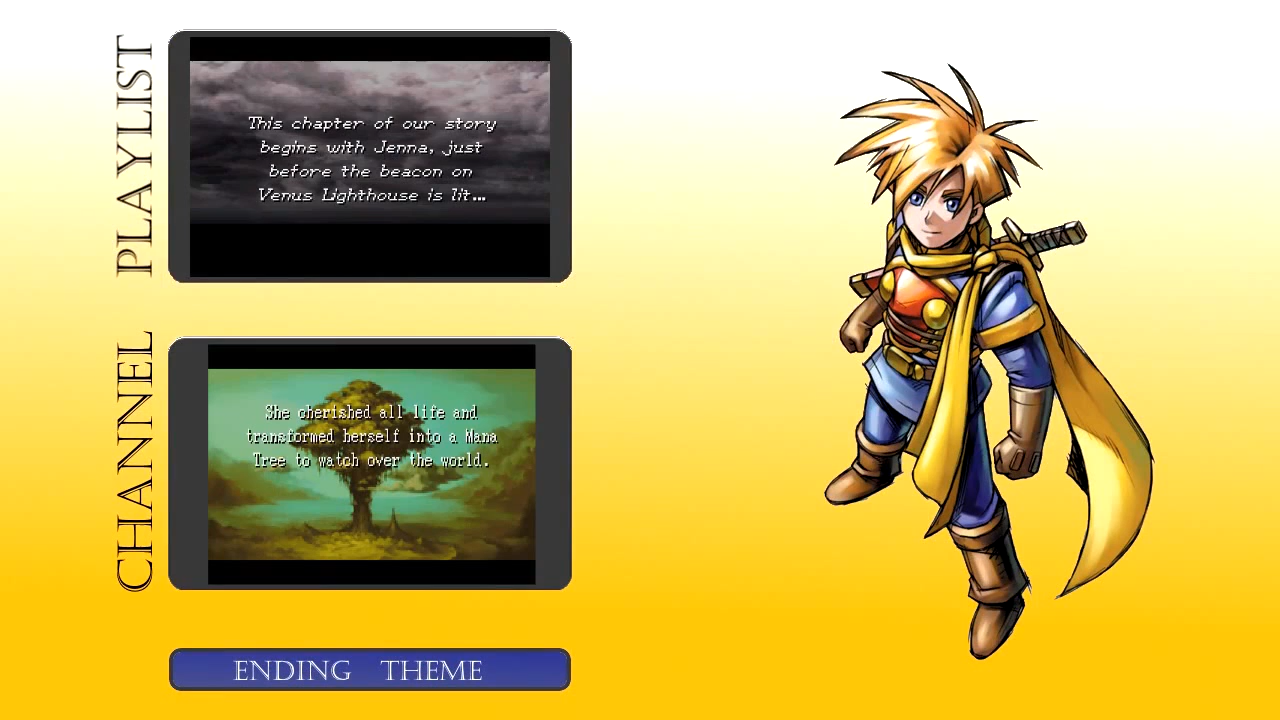 PLAYLIST
This chapter of our story
begins with Jenna, just
before the beacon on
Venus Lighthouse is lit...
CHANNEL
She cherished all life and
transformed herself into a Mana
Tree to watch over the world.
ENDING THEME